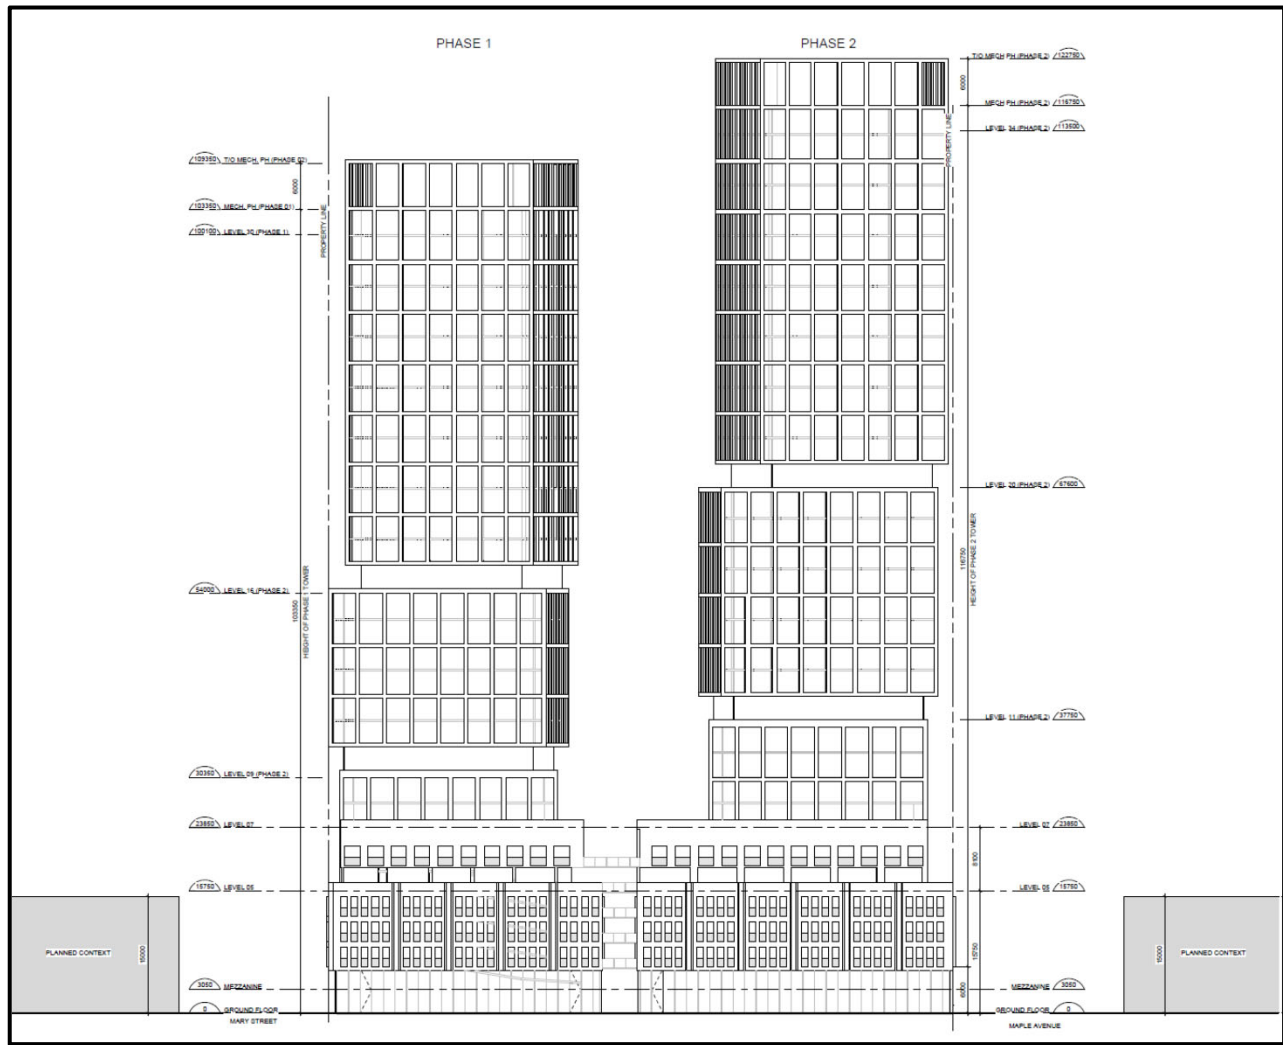 PHASE 1
PHASE 2
T/O MECH PH (PHASE 2) 122750
6000
MECH PH (PHASE 2) 116750
PROPERTY LINE
LEVEL 34 (PHASE 2) 113500
109350 T/O MECH. PH (PHASE 02)
6000
103350 MECH. PH (PHASE 01)
PROPERTY LINE
100100 LEVEL 30 (PHASE 1)
LEVEL 20 (PHASE 2) 67600
116750
HEIGHT OF PHASE 2 TOWER
54000 LEVEL 16 (PHASE 2)
103350
HEIGHT OF PHASE 1 TOWER
LEVEL 11 (PHASE 2) 37750
30350 LEVEL 09 (PHASE 2)
23850 LEVEL 07
LEVEL 07 23850
8100
15750 LEVEL 05
LEVEL 05 15750
PLANNED CONTEXT
15000
15750
15000
PLANNED CONTEXT
3050 MEZZANINE
6000
MEZZANINE 3050
0 GROUND FLOOR
GROUND FLOOR 0
MARY STREET
MAPLE AVENUE